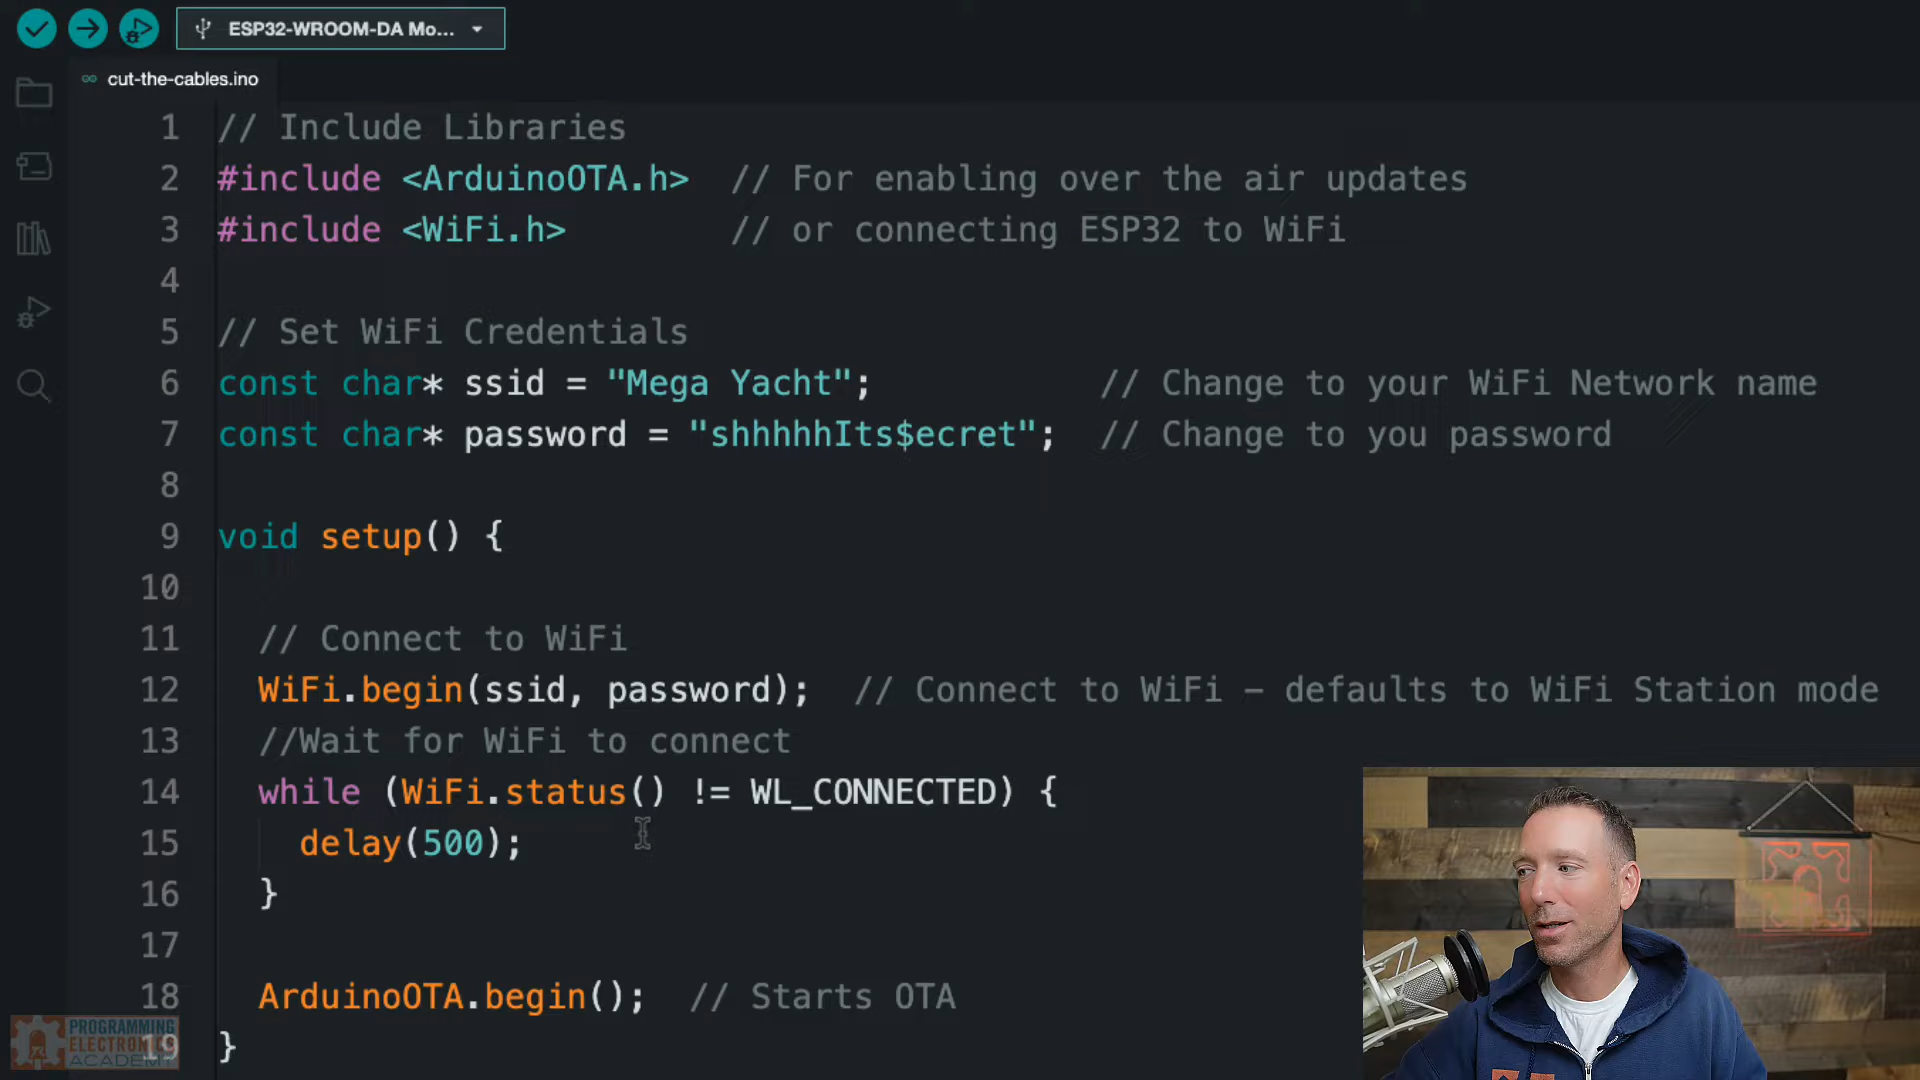 ESP32-WROOM-DA Mo...
cut-the-cables.ino
1 // Include Libraries
2 #include <ArduinoOTA.h> // For enabling over the air updates
3 #include <WiFi.h> // or connecting ESP32 to WiFi
4
5 // Set WiFi Credentials
6 const char* ssid = "Mega Yacht"; // Change to your WiFi Network name
7 const char* password = "shhhhhIts$ecret"; // Change to you password
8
9 void setup() {
10
11 // Connect to WiFi
12 WiFi.begin(ssid, password); // Connect to WiFi – defaults to WiFi Station mode
13 //Wait for WiFi to connect
14 while (WiFi.status() != WL_CONNECTED) {
15 delay(500);
16 }
17
18 ArduinoOTA.begin(); // Starts OTA
19 }
PROGRAMMING
ELECTRONICS
ACADEMY